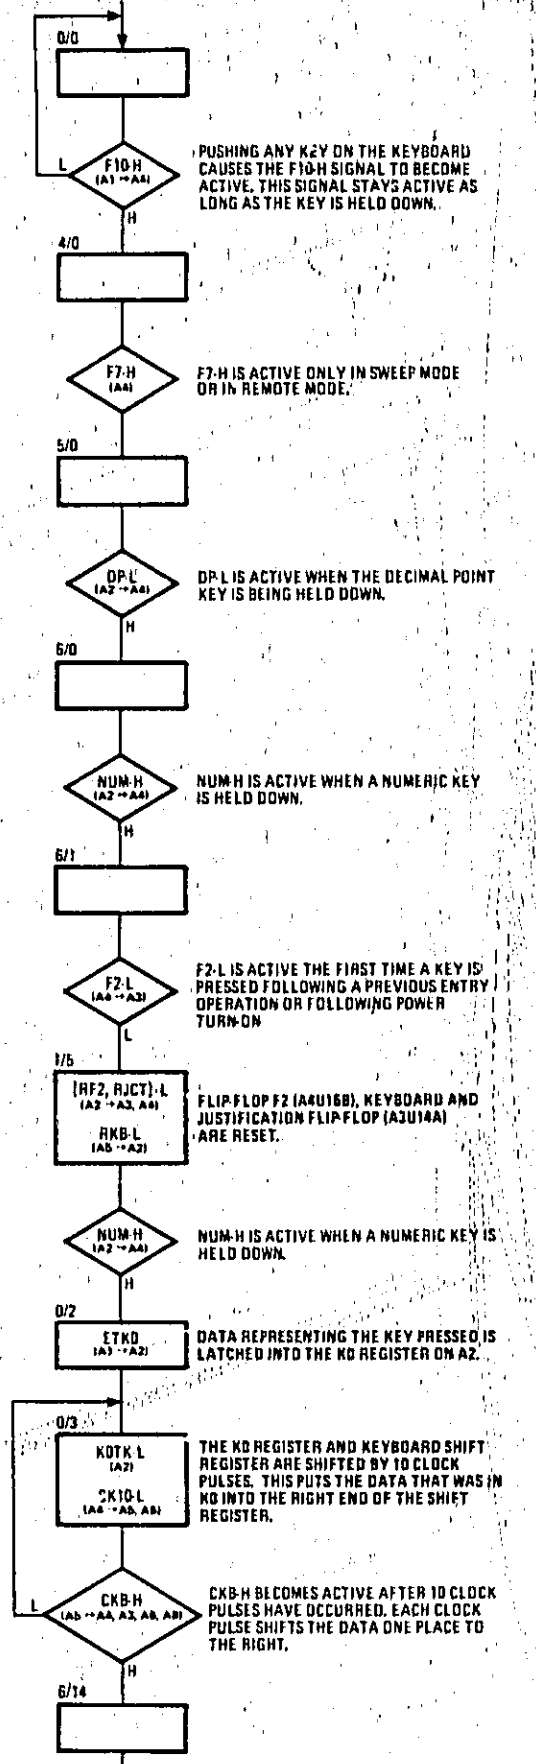 0/0
L
F10-H
(A1→A4)
H
PUSHING ANY KEY ON THE KEYBOARD
CAUSES THE F10-H SIGNAL TO BECOME
ACTIVE. THIS SIGNAL STAYS ACTIVE AS
LONG AS THE KEY IS HELD DOWN.
4/0
F7-H
(A4)
F7-H IS ACTIVE ONLY IN SWEEP MODE
OR IN REMOTE MODE.
5/0
DP-L
(A2→A4)
H
DP-L IS ACTIVE WHEN THE DECIMAL POINT
KEY IS BEING HELD DOWN.
6/0
NUM-H
(A2→A4)
H
NUM-H IS ACTIVE WHEN A NUMERIC KEY
IS HELD DOWN.
6/1
F2-L
(A4→A3)
L
F2-L IS ACTIVE THE FIRST TIME A KEY IS
PRESSED FOLLOWING A PREVIOUS ENTRY
OPERATION OR FOLLOWING POWER
TURN-ON
1/5
(RF2, RJCT)-L
(A2→A3, A4)
RKB-L
(A5→A2)
FLIP-FLOP F2 (A4U16B), KEYBOARD AND
JUSTIFICATION FLIP-FLOP (A3U14A)
ARE RESET.
NUM-H
(A2→A4)
H
NUM-H IS ACTIVE WHEN A NUMERIC KEY IS
HELD DOWN.
0/2
ETKD
(A3→A2)
DATA REPRESENTING THE KEY PRESSED IS
LATCHED INTO THE KD REGISTER ON A2.
0/3
KDTK-L
(A2)
CK10-L
(A4→A5, A6)
THE KD REGISTER AND KEYBOARD SHIFT
REGISTER ARE SHIFTED BY 10 CLOCK
PULSES. THIS PUTS THE DATA THAT WAS IN
KD INTO THE RIGHT END OF THE SHIFT
REGISTER.
L
CKB-H
(A5→A4, A3, A6, A8)
H
CKB-H BECOMES ACTIVE AFTER 10 CLOCK
PULSES HAVE OCCURRED. EACH CLOCK
PULSE SHIFTS THE DATA ONE PLACE TO
THE RIGHT.
6/14